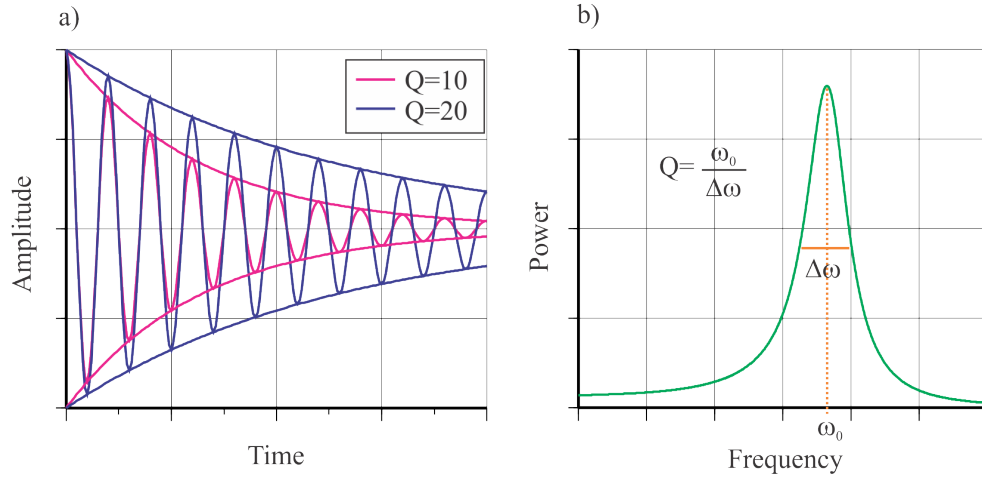 a)
Q=10
Q=20
Amplitude
Time
b)
Q= ω₀
Δω
Δω
Power
ω₀
Frequency